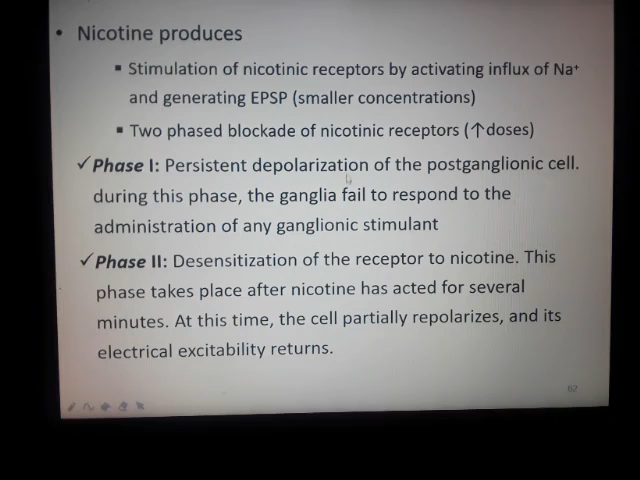 • Nicotine produces
▪ Stimulation of nicotinic receptors by activating influx of Na⁺
and generating EPSP (smaller concentrations)
▪ Two phased blockade of nicotinic receptors (↑doses)
✓Phase I: Persistent depolarization of the postganglionic cell.
during this phase, the ganglia fail to respond to the
administration of any ganglionic stimulant
✓Phase II: Desensitization of the receptor to nicotine. This
phase takes place after nicotine has acted for several
minutes. At this time, the cell partially repolarizes, and its
electrical excitability returns.
62